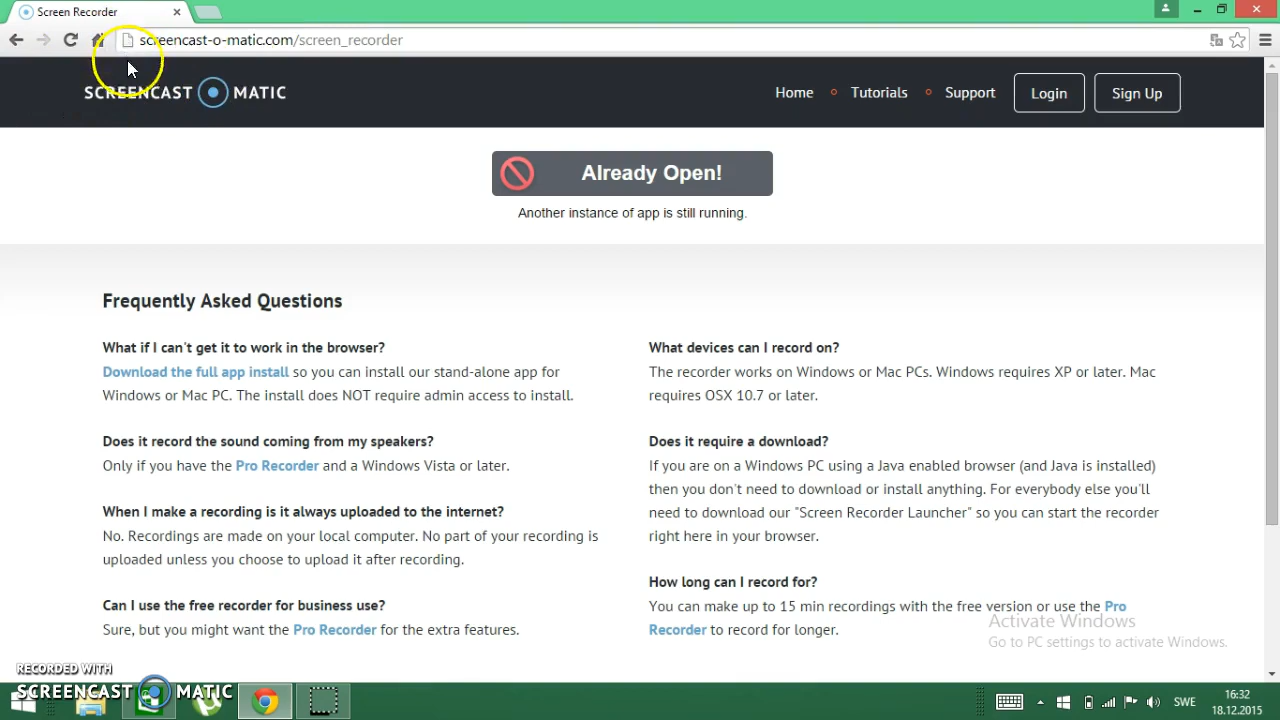 Screen Recorder
screencast-o-matic.com/screen_recorder
SCREENCAST MATIC
Home
Tutorials
Support
Login
Sign Up
Already Open!
Another instance of app is still running.
Frequently Asked Questions
What if I can't get it to work in the browser?
Download the full app install so you can install our stand-alone app for
Windows or Mac PC. The install does NOT require admin access to install.
Does it record the sound coming from my speakers?
Only if you have the Pro Recorder and a Windows Vista or later.
When I make a recording is it always uploaded to the internet?
No. Recordings are made on your local computer. No part of your recording is
uploaded unless you choose to upload it after recording.
Can I use the free recorder for business use?
Sure, but you might want the Pro Recorder for the extra features.
What devices can I record on?
The recorder works on Windows or Mac PCs. Windows requires XP or later. Mac
requires OSX 10.7 or later.
Does it require a download?
If you are on a Windows PC using a Java enabled browser (and Java is installed)
then you don't need to download or install anything. For everybody else you'll
need to download our "Screen Recorder Launcher" so you can start the recorder
right here in your browser.
How long can I record for?
You can make up to 15 min recordings with the free version or use the Pro
Recorder to record for longer.
Activate Windows
Go to PC settings to activate Windows.
RECORDED WITH
SCREENCAST MATIC
SWE
16:32
18.12.2015